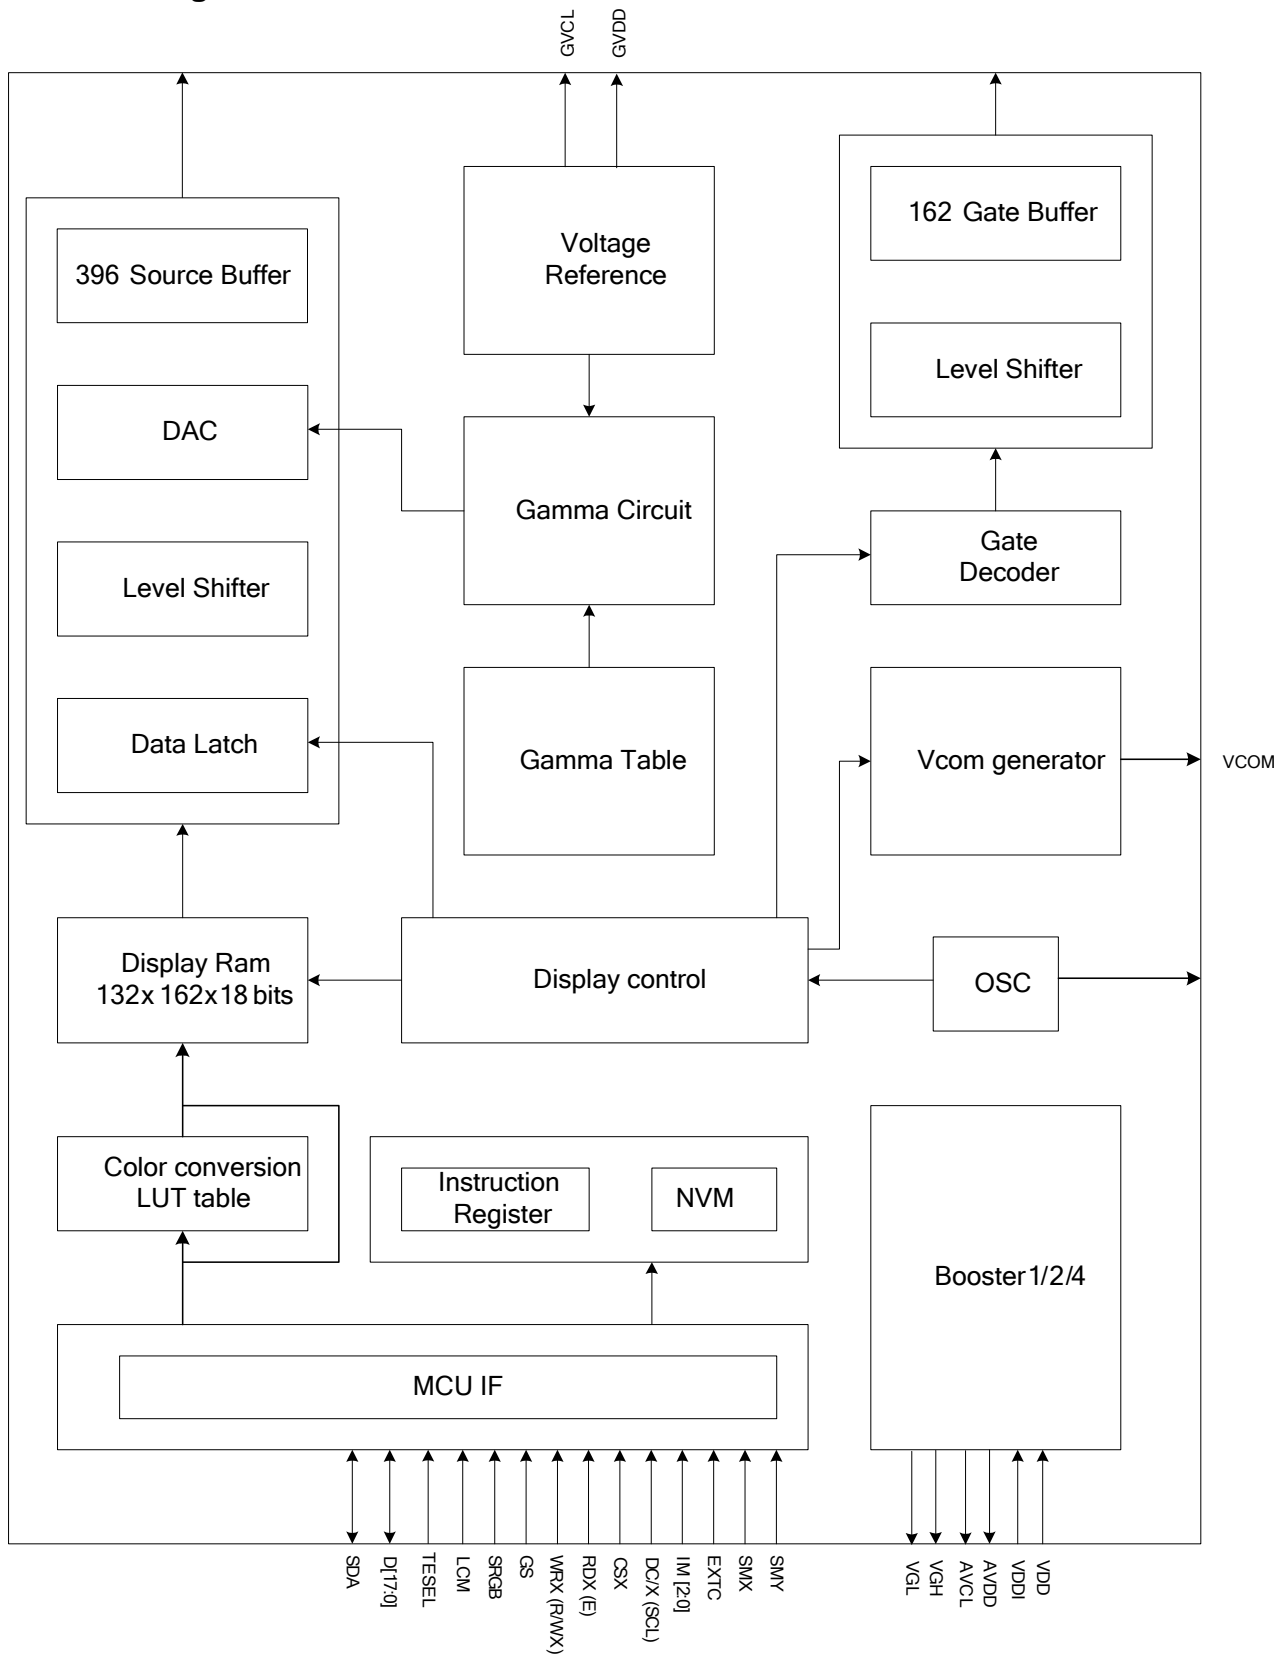 GVCL
GVDD
162 Gate Buffer
Voltage
Reference
396 Source Buffer
Level Shifter
DAC
Gamma Circuit
Gate
Decoder
Level Shifter
Data Latch
Gamma Table
Vcom generator
VCOM
Display Ram
132x 162x18 bits
Display control
OSC
Color conversion
LUT table
Instruction
Register
NVM
Booster1/2/4
MCU IF
SDA
D[17:0]
TESEL
LCM
SRGB
GS
WRX (R/WX)
RDX (E)
CSX
DC/X (SCL)
IM [2:0]
EXTC
SMX
SMY
VGL
VGH
AVCL
AVDD
VDDI
VDD